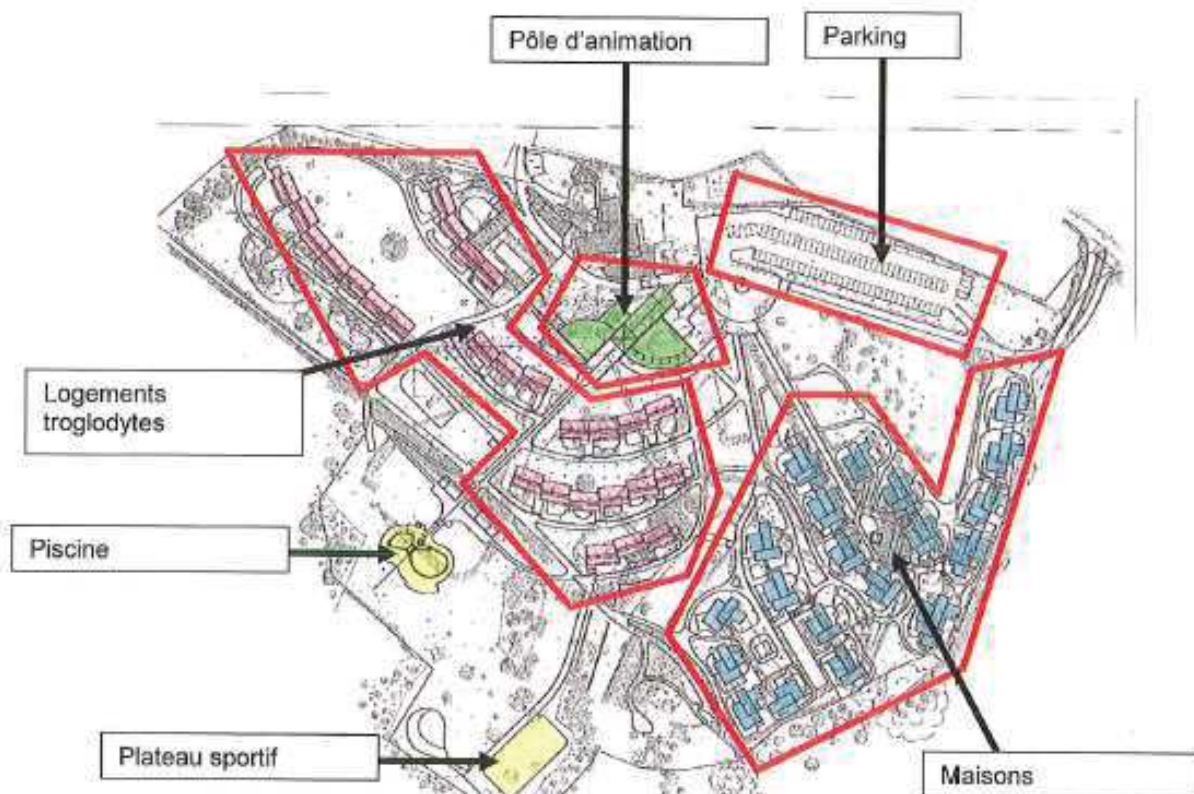 Pôle d'animation
Parking
Logements
troglodytes
Piscine
Plateau sportif
Maisons